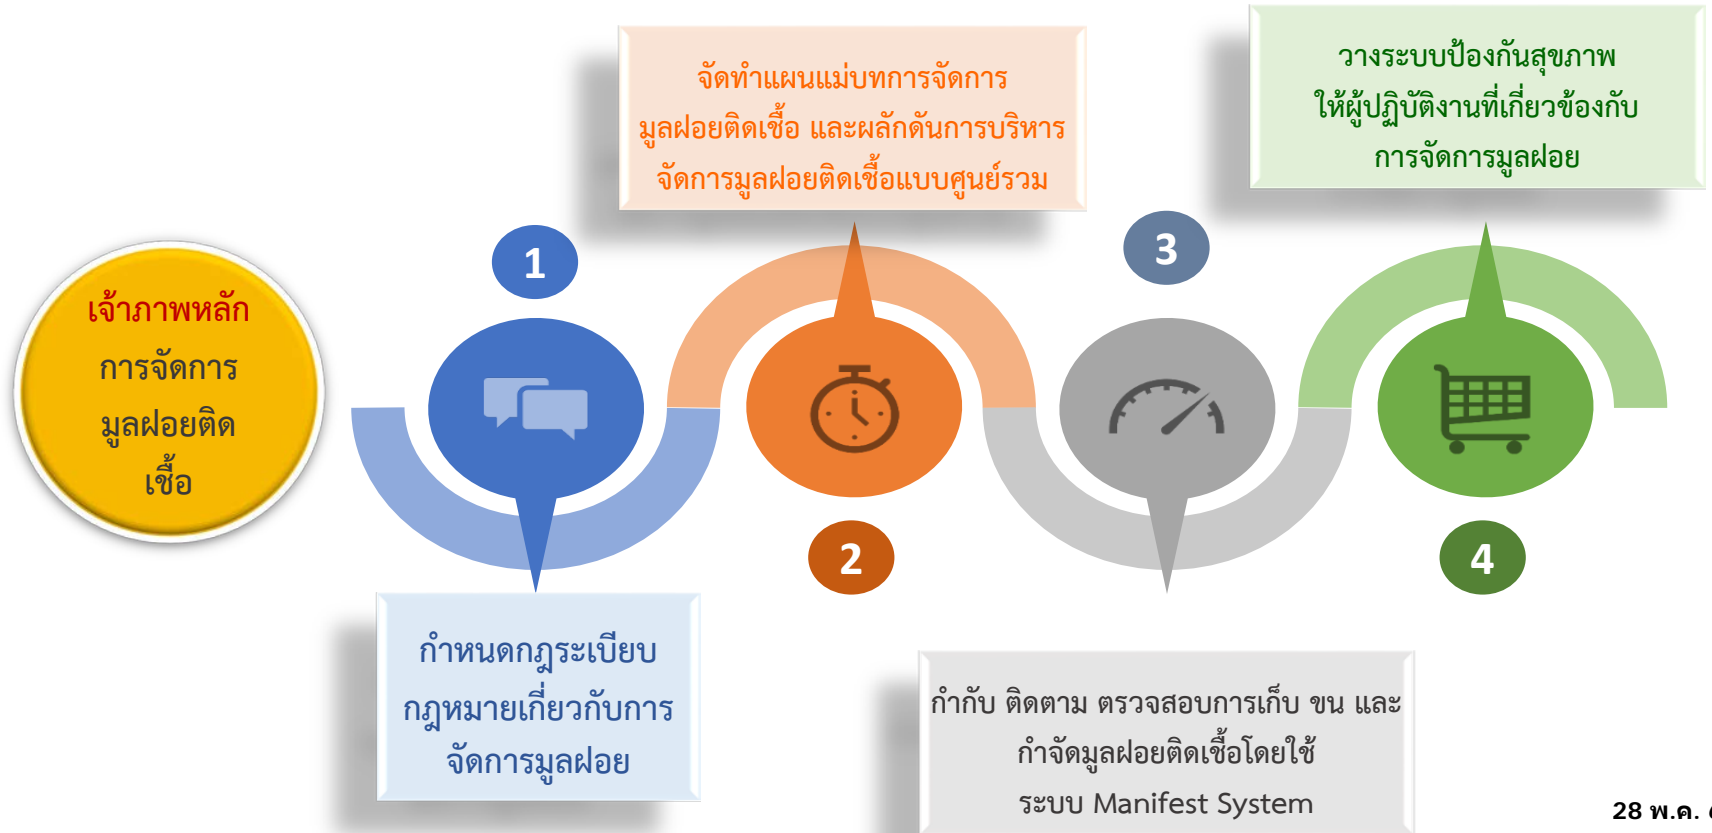 เจ้าภาพหลัก
การจัดการ
มูลฝอยติด
เชื้อ
1
กำหนดกฎระเบียบ
กฎหมายเกี่ยวกับการ
จัดการมูลฝอย
จัดทำแผนแม่บทการจัดการ
มูลฝอยติดเชื้อ และผลักดันการบริหาร
จัดการมูลฝอยติดเชื้อแบบศูนย์รวม
2
3
กำกับ ติดตาม ตรวจสอบการเก็บ ขน และ
กำจัดมูลฝอยติดเชื้อโดยใช้
ระบบ Manifest System
วางระบบป้องกันสุขภาพ
ให้ผู้ปฏิบัติงานที่เกี่ยวข้องกับ
การจัดการมูลฝอย
4
28 พ.ค.